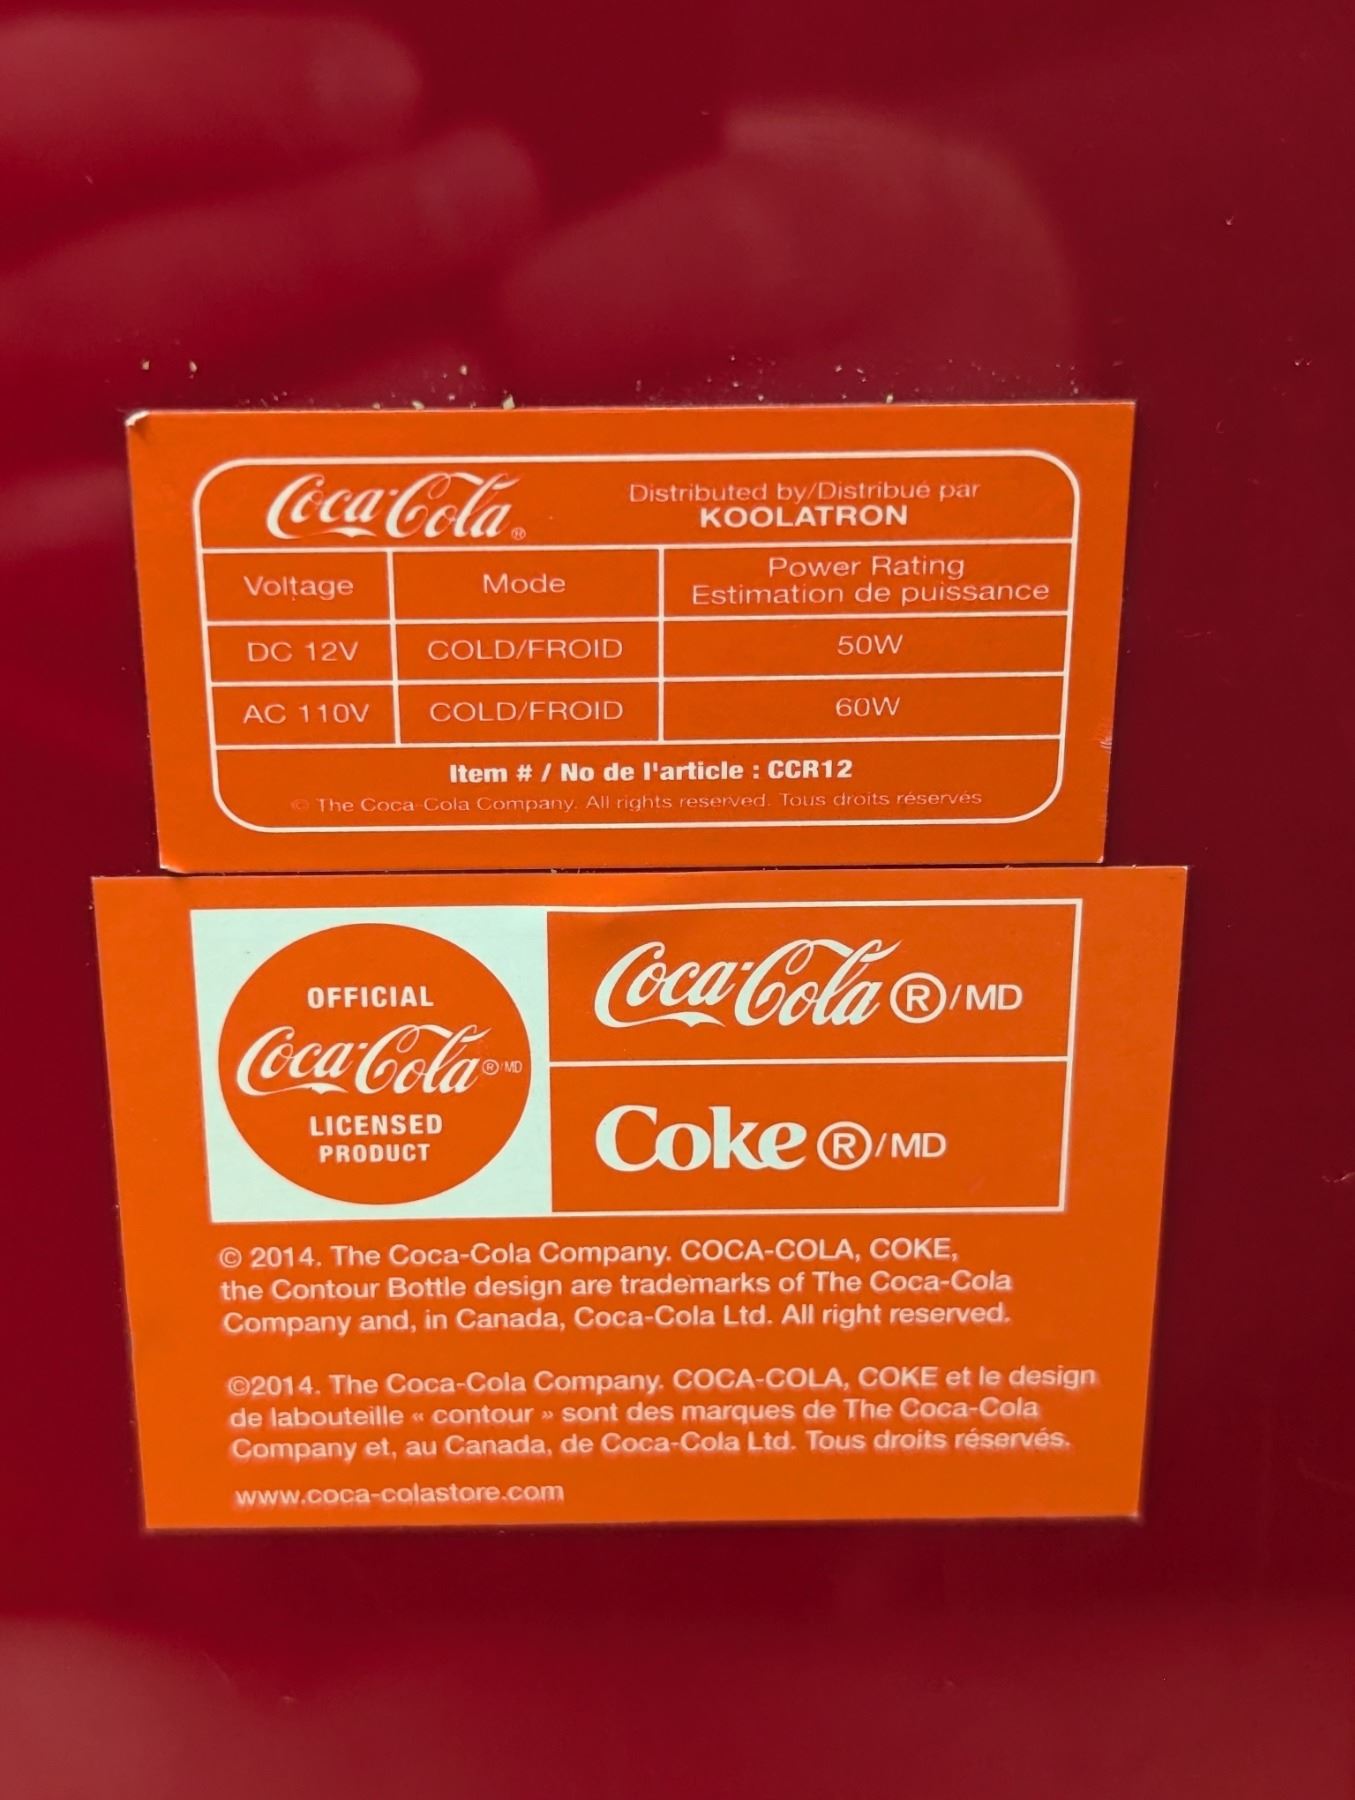 Coca-Cola®
Distributed by/Distribué par
KOOLATRON
Voltage Mode Power Rating
Estimation de puissance
DC 12V COLD/FROID 50W
AC 110V COLD/FROID 60W
Item # / No de l'article : CCR12
© The Coca-Cola Company. All rights reserved. Tous droits réservés
OFFICIAL
Coca-Cola®/MD
LICENSED
PRODUCT
Coca-Cola ®/MD
Coke ®/MD
© 2014. The Coca-Cola Company. COCA-COLA, COKE,
the Contour Bottle design are trademarks of The Coca-Cola
Company and, in Canada, Coca-Cola Ltd. All right reserved.
©2014. The Coca-Cola Company. COCA-COLA, COKE et le design
de labouteille « contour » sont des marques de The Coca-Cola
Company et, au Canada, de Coca-Cola Ltd. Tous droits réservés.
www.coca-colastore.com